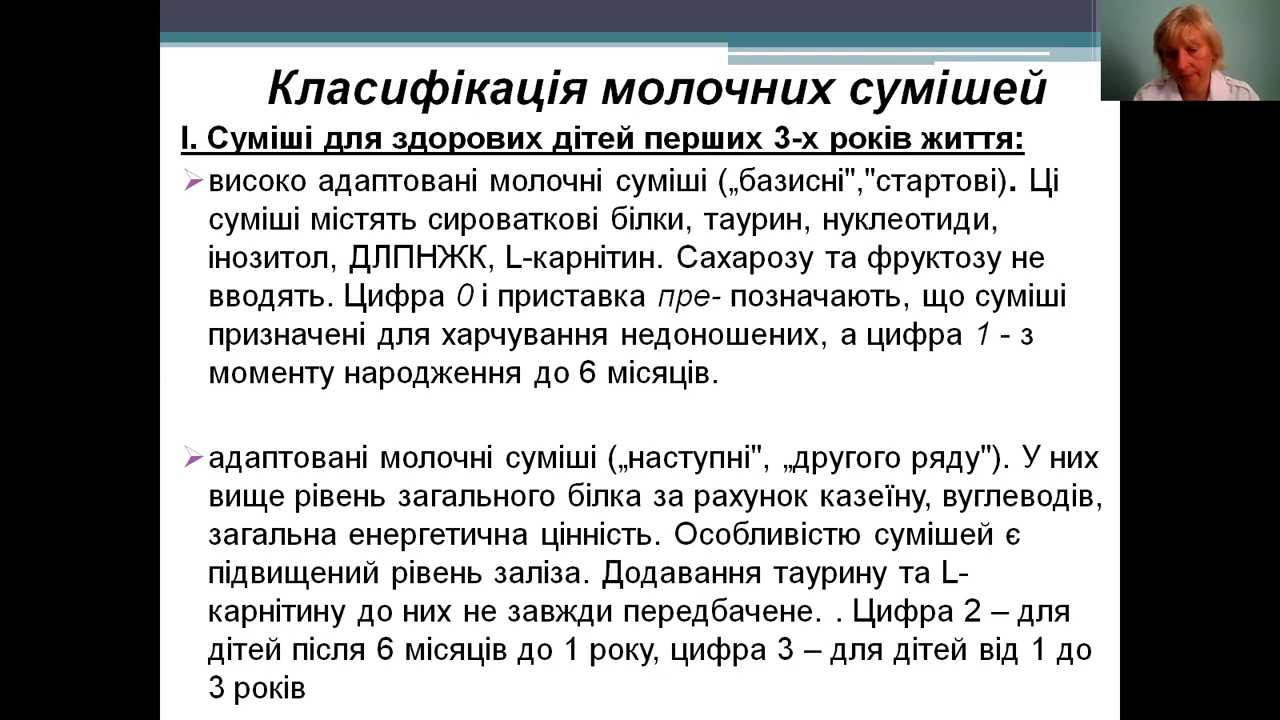 Класифікація молочних сумішей
I. Суміші для здорових дітей перших 3-х років життя:
високо адаптовані молочні суміші („базисні","стартові). Ці
суміші містять сироваткові білки, таурин, нуклеотиди,
інозитол, ДЛПНЖК, L-карнітин. Сахарозу та фруктозу не
вводять. Цифра 0 і приставка пре- позначають, що суміші
призначені для харчування недоношених, а цифра 1 - з
моменту народження до 6 місяців.
адаптовані молочні суміші („наступні", „другого ряду"). У них
вище рівень загального білка за рахунок казеїну, вуглеводів,
загальна енергетична цінність. Особливістю сумішей є
підвищений рівень заліза. Додавання таурину та L-
карнітину до них не завжди передбачене. . Цифра 2 – для
дітей після 6 місяців до 1 року, цифра 3 – для дітей від 1 до
3 років